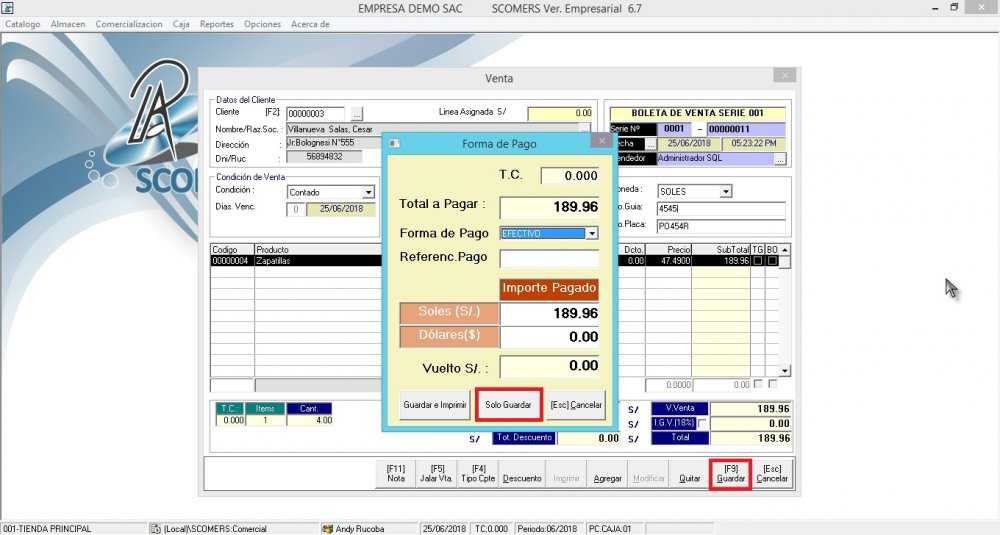 EMPRESA DEMO SAC SCOMERS Ver. Empresarial 6.7
Catalogo Almacen Comercializacion Caja Reportes Opciones Acerca de
SCO
Venta
Datos del Cliente
Cliente [F2] 00000003 ... Linea Asignada S/ 0.00
BOLETA DE VENTA SERIE 001
Nombre/Raz.Soc. : Villanueva Salas, Cesar ...
Serie Nº 0001 - 00000011
Dirección : Jr.Bolognesi N°555
echa ... 25/06/2018 05:23:22 PM
Dni/Ruc : 56894832
endedor Administrador SQL ...
Condición de Venta
Condición : Contado
oneda : SOLES
Dias. Venc. 0 25/06/2018
o.Guia: 4545
o.Placa: PO454R
Codigo Producto Dcto. Precio SubTotal TG BO
00000004 Zapatillas 0.00 47.4900 189.96
Forma de Pago
T.C. 0.000
Total a Pagar : 189.96
Forma de Pago EFECTIVO
Referenc.Pago
Importe Pagado
Soles (S/.) 189.96
Dólares($) 0.00
Vuelto S/. : 0.00
Guardar e Imprimir Solo Guardar [Esc] Cancelar
0.0000 0.00
T.C.: Items Cant.
0.000 1 4.00
S/ V.Venta 189.96
S/ I.G.V.(18%) 0.00
S/ Tot. Descuento 0.00 S/ Total 189.96
[F11] Nota [F5] Jalar Vta. [F4] Tipo Cpte Descuento Imprimir Agregar Modificar Quitar [F9] Guardar [Esc] Cancelar
001-TIENDA PRINCIPAL (Local)\SCOMERS:Comercial Andy Rucoba 25/06/2018 TC:0.000 Periodo:06/2018 PC.CAJA:01